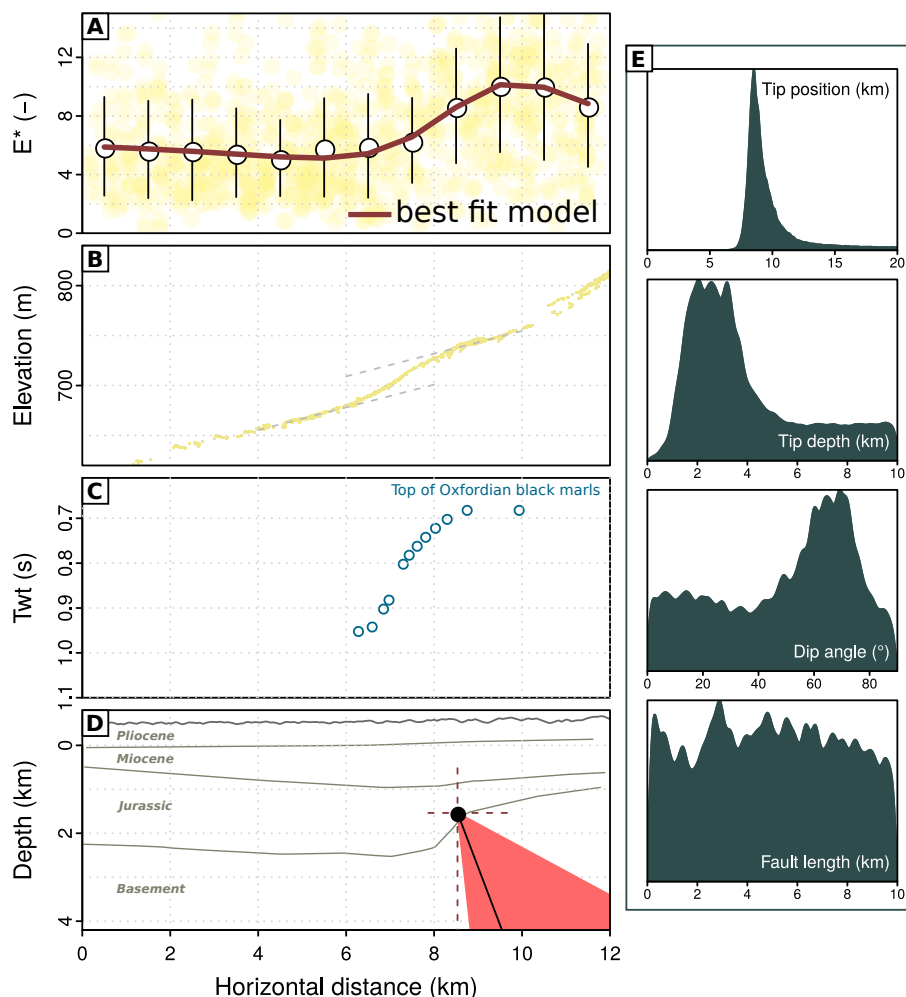 A
E* (−)
12
8
4
0
best fit model
B
Elevation (m)
800
700
C
Top of Oxfordian black marls
Twt (s)
0.7
0.8
0.9
1.0
1.1
D
Pliocene
Miocene
Jurassic
Basement
Depth (km)
0
2
4
0 2 4 6 8 10 12
Horizontal distance (km)
E
Tip position (km)
0 5 10 15 20
Tip depth (km)
0 2 4 6 8 10
Dip angle (°)
0 20 40 60 80
Fault length (km)
0 2 4 6 8 10